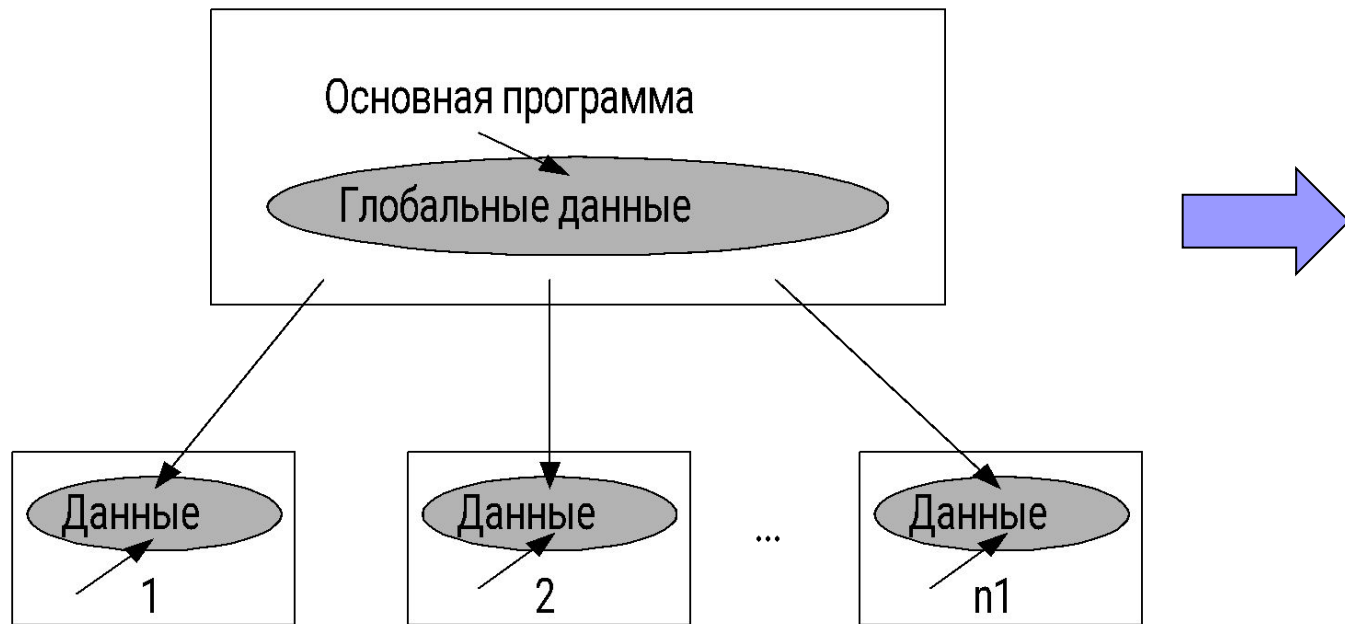 Основная программа
Глобальные данные
Данные
Данные
Данные
...
1
2
n1